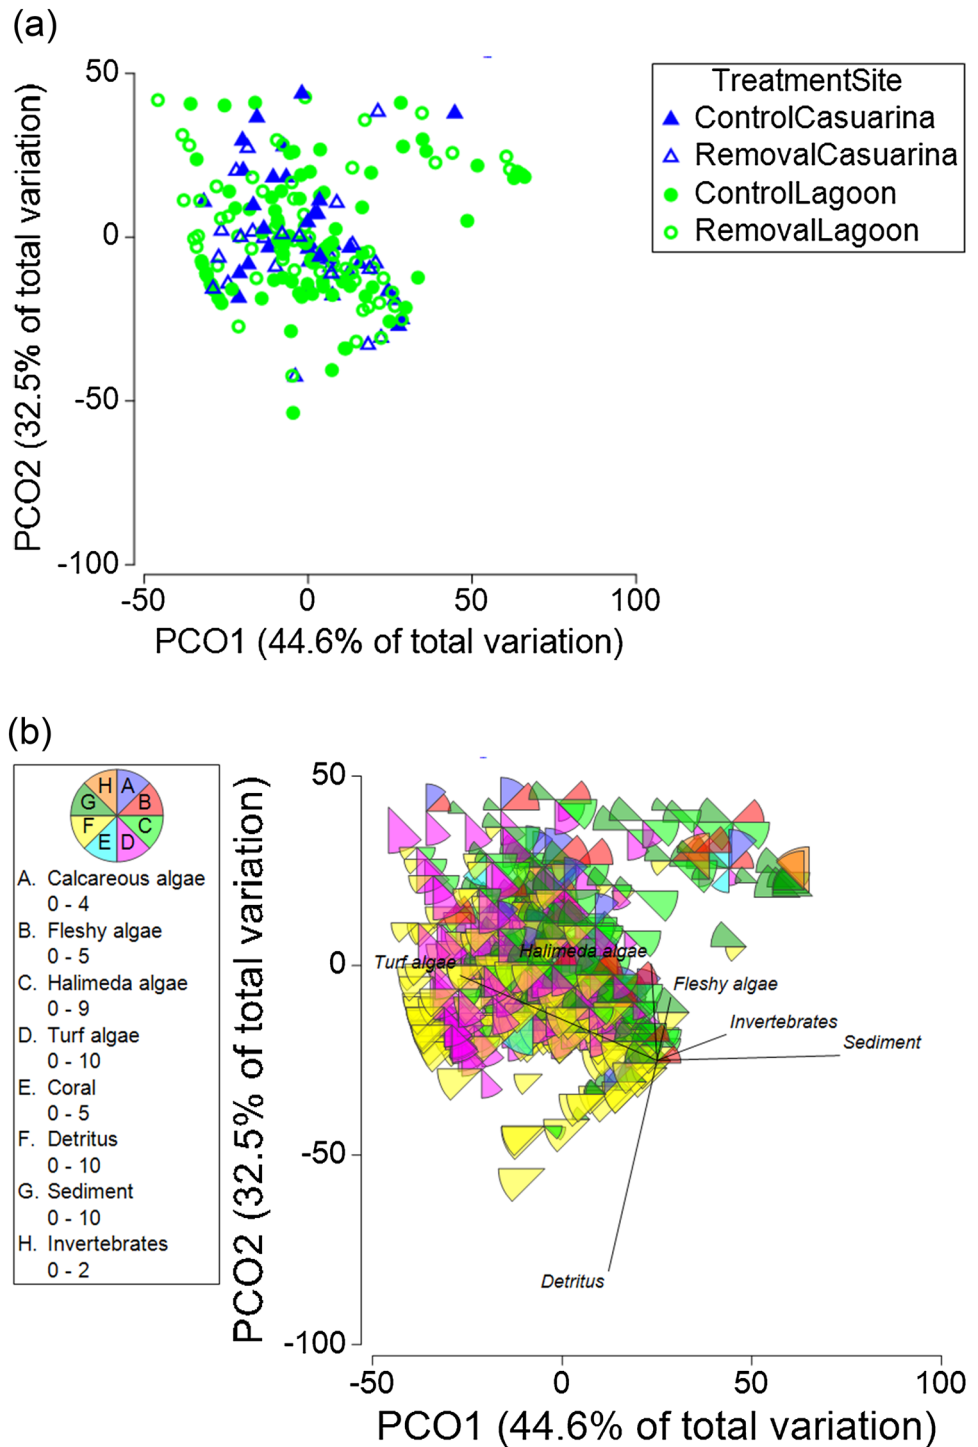 (a)
50
0
-50
-100
PCO2 (32.5% of total variation)
-50 0 50 100
PCO1 (44.6% of total variation)
TreatmentSite
ControlCasuarina
RemovalCasuarina
ControlLagoon
RemovalLagoon
(b)
H A
G B
F C
E D
A. Calcareous algae
0 - 4
B. Fleshy algae
0 - 5
C. Halimeda algae
0 - 9
D. Turf algae
0 - 10
E. Coral
0 - 5
F. Detritus
0 - 10
G. Sediment
0 - 10
H. Invertebrates
0 - 2
PCO2 (32.5% of total variation)
50
0
-50
-100
Halimeda algae
Turf algae
Fleshy algae
Invertebrates
Sediment
Detritus
-50 0 50 100
PCO1 (44.6% of total variation)